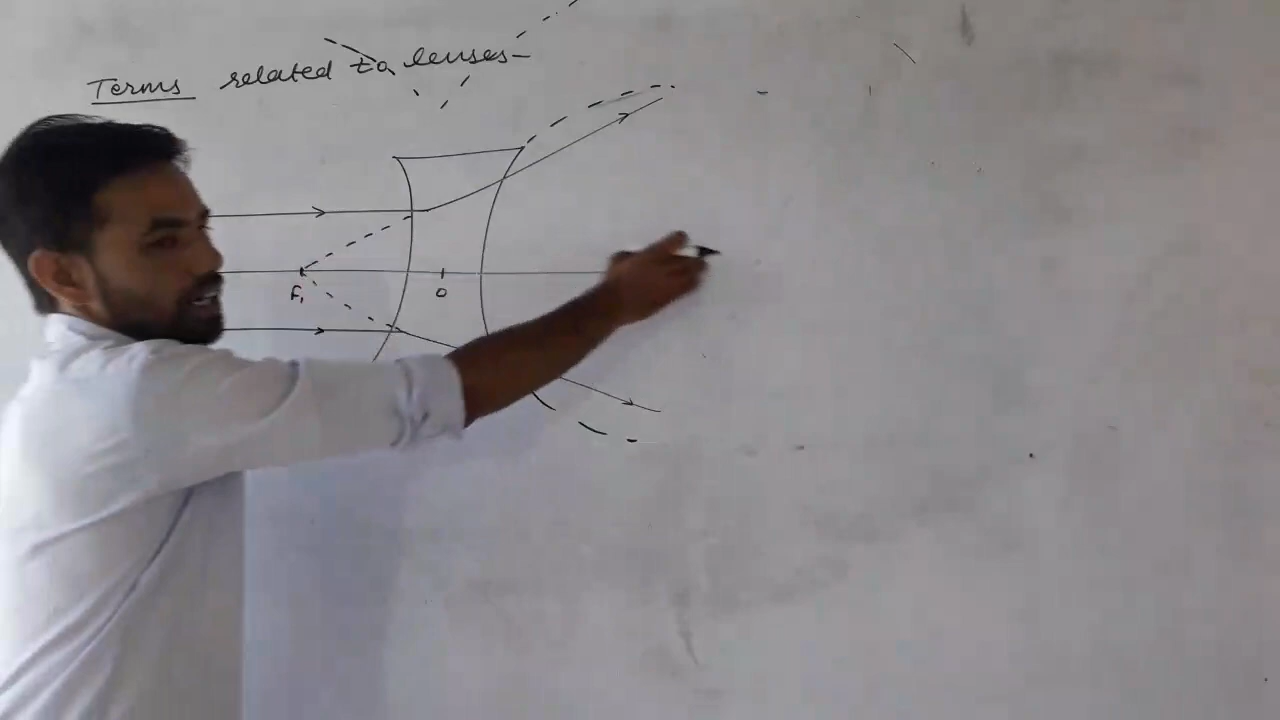 Terms related to lenses-
F₁
O